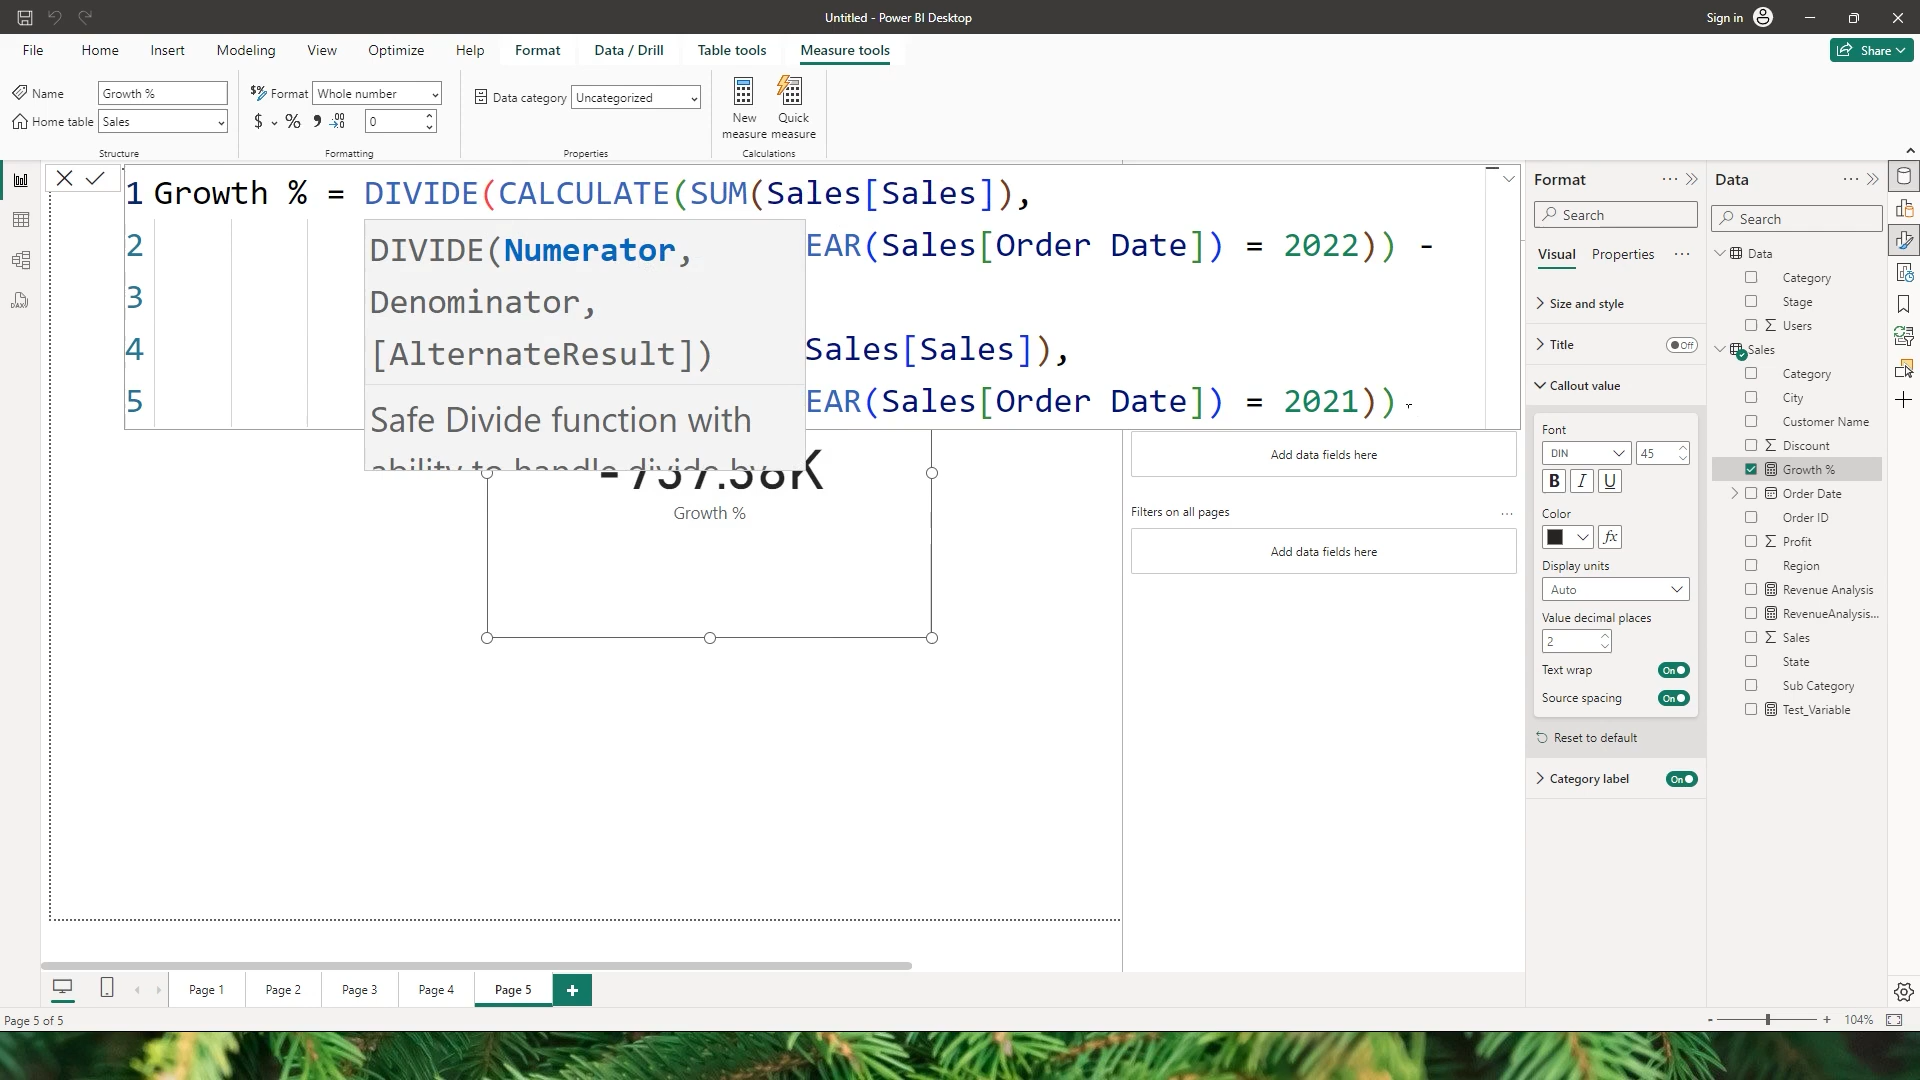 Untitled - Power BI Desktop
Sign in
File
Home
Insert
Modeling
View
Optimize
Help
Format
Data / Drill
Table tools
Measure tools
Share
Name
Growth %
Home table
Sales
Structure
Format
Whole number
$
%
0
Formatting
Data category
Uncategorized
Properties
New measure
Quick measure
Calculations
1 Growth % = DIVIDE(CALCULATE(SUM(Sales[Sales]),
2 EAR(Sales[Order Date]) = 2022)) -
3
4 Sales[Sales]),
5 EAR(Sales[Order Date]) = 2021))
DIVIDE(Numerator,
Denominator,
[AlternateResult])
Safe Divide function with
ability to handle divide by
-757.58K
Growth %
Add data fields here
Filters on all pages
Add data fields here
Format
Search
Visual
Properties
Size and style
Title
Off
Callout value
Font
DIN
45
B
I
U
Color
fx
Display units
Auto
Value decimal places
2
Text wrap
On
Source spacing
On
Reset to default
Category label
On
Data
Search
Data
Category
Stage
Users
Sales
Category
City
Customer Name
Discount
Growth %
Order Date
Order ID
Profit
Region
Revenue Analysis
RevenueAnalysis...
Sales
State
Sub Category
Test_Variable
Page 1
Page 2
Page 3
Page 4
Page 5
Page 5 of 5
104%